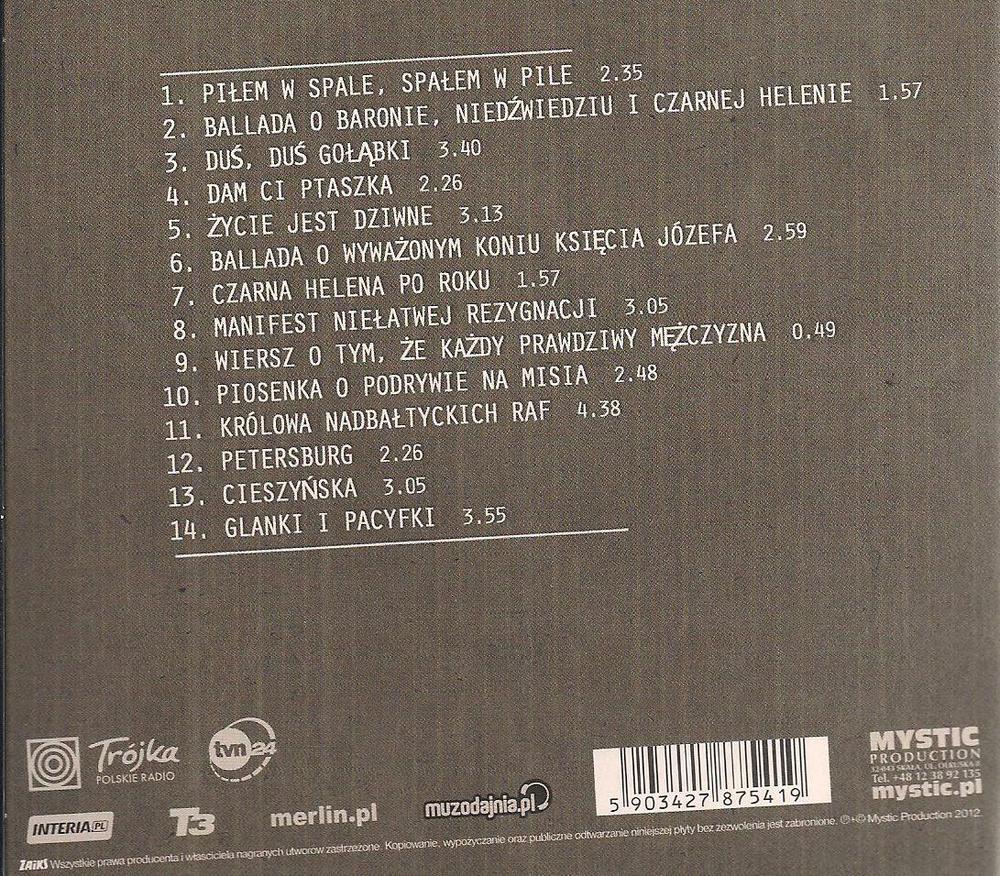 1. PIŁEM W SPALE, SPAŁEM W PILE 2.35
2. BALLADA O BARONIE, NIEDŹWIEDZIU I CZARNEJ HELENIE 1.57
3. DUŚ, DUŚ GOŁĄBKI 3.40
4. DAM CI PTASZKA 2.26
5. ŻYCIE JEST DZIWNE 3.13
6. BALLADA O WYWAŻONYM KONIU KSIĘCIA JÓZEFA 2.59
7. CZARNA HELENA PO ROKU 1.57
8. MANIFEST NIEŁATWEJ REZYGNACJI 3.05
9. WIERSZ O TYM, ŻE KAŻDY PRAWDZIWY MĘŻCZYZNA 0.49
10. PIOSENKA O PODRYWIE NA MISIA 2.48
11. KRÓLOWA NADBAŁTYCKICH RAF 4.38
12. PETERSBURG 2.26
13. CIESZYŃSKA 3.05
14. GLANKI I PACYFKI 3.55
Trójka
POLSKIE RADIO
tvn24
INTERIA.PL
T3
merlin.pl
muzodajnia.pl
5 903427 875419
MYSTIC
PRODUCTION
32-043 SKAŁA, UL. OLKUSKA 8
Tel. +48 12 38 92 135
mystic.pl
ZAiKS Wszystkie prawa producenta i właściciela nagranych utworow zastrzeżone. Kopiowanie, wypożyczanie oraz publiczne odtwarzanie niniejszej płyty bez zezwolenia jest zabronione. ℗+© Mystic Production 2012